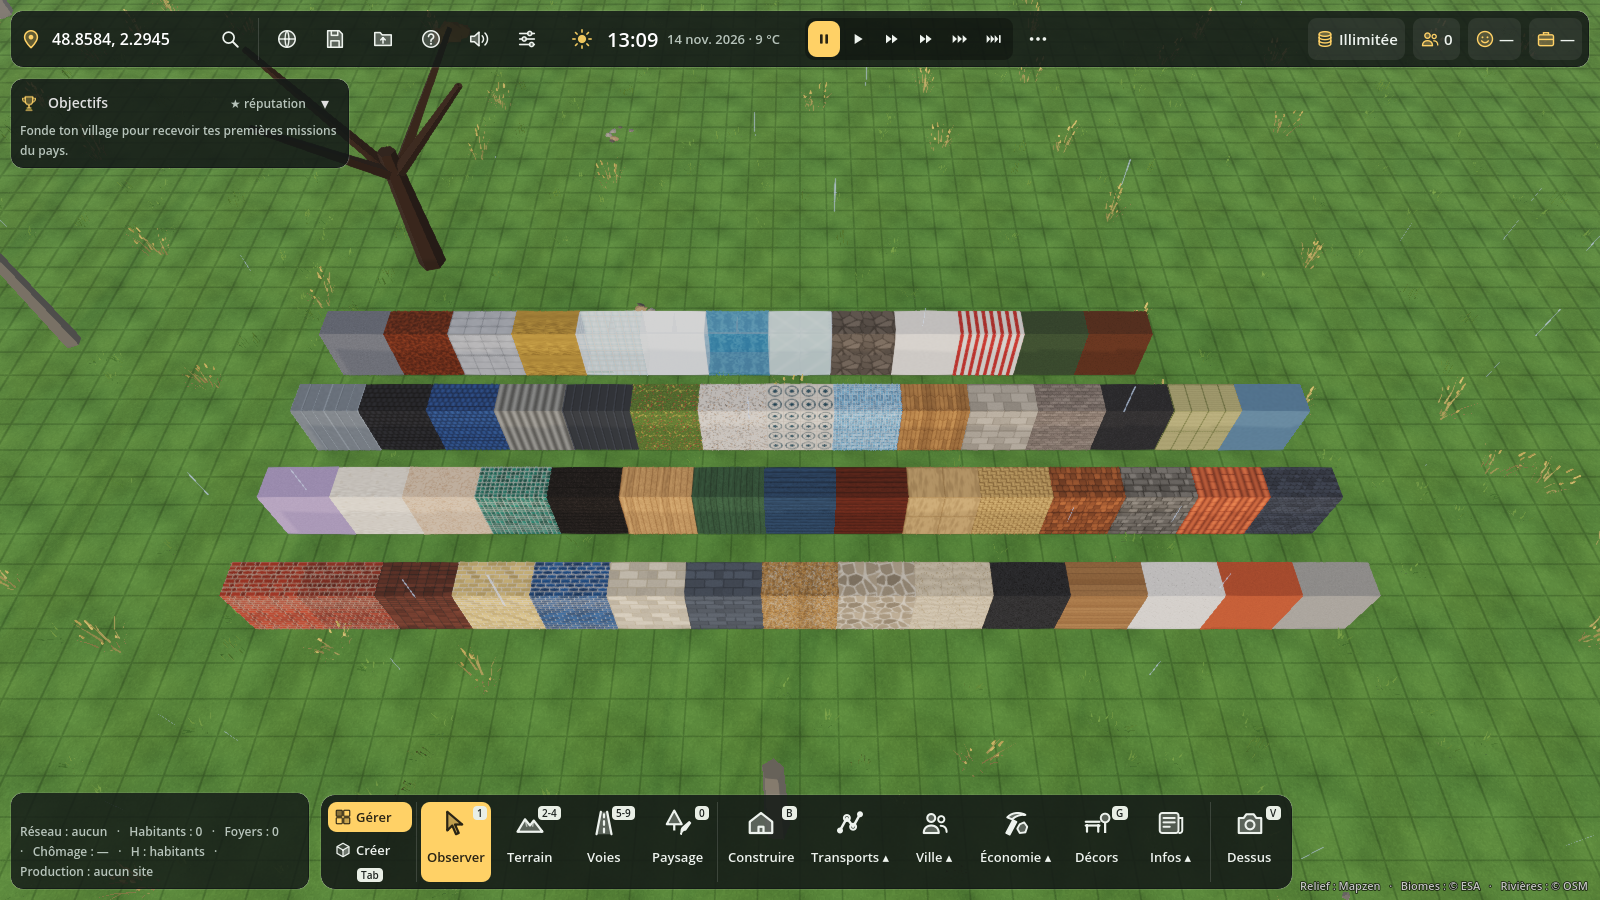 48.8584, 2.2945
13:09 14 nov. 2026 · 9 °C
Illimitée
0
—
—
Objectifs ★ réputation ▼
Fonde ton village pour recevoir tes premières missions
du pays.
Réseau : aucun · Habitants : 0 · Foyers : 0
· Chômage : — · H : habitants ·
Production : aucun site
Gérer
Créer
Tab
1
Observer
2-4
Terrain
5-9
Voies
0
Paysage
B
Construire
Transports ▴
Ville ▴
Économie ▴
G
Décors
Infos ▴
V
Dessus
Relief : Mapzen · Biomes : © ESA · Rivières : © OSM